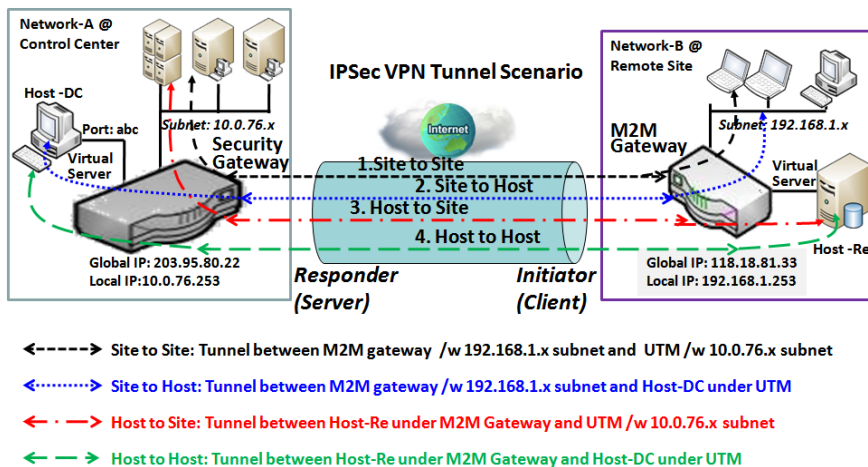 Network-A @
Control Center
Host -DC
Port: abc
Virtual
Server
Subnet: 10.0.76.x
Security
Gateway
Global IP: 203.95.80.22
Local IP:10.0.76.253
IPSec VPN Tunnel Scenario
Internet
1.Site to Site
2. Site to Host
3. Host to Site
4. Host to Host
Responder
(Server)
Initiator
(Client)
Network-B @
Remote Site
M2M
Gateway
Subnet: 192.168.1.x
Virtual
Server
Host -Re
Global IP: 118.18.81.33
Local IP: 192.168.1.253
Site to Site: Tunnel between M2M gateway /w 192.168.1.x subnet and UTM /w 10.0.76.x subnet
Site to Host: Tunnel between M2M gateway /w 192.168.1.x subnet and Host-DC under UTM
Host to Site: Tunnel between Host-Re under M2M Gateway and UTM /w 10.0.76.x subnet
Host to Host: Tunnel between Host-Re under M2M Gateway and Host-DC under UTM